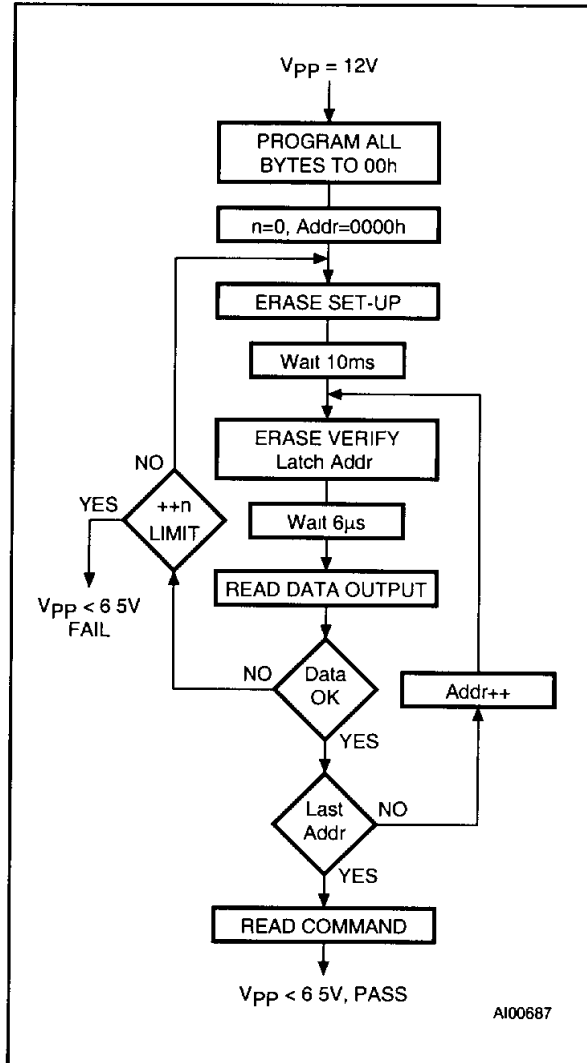 VPP = 12V
PROGRAM ALL
BYTES TO 00h
n=0, Addr=0000h
ERASE SET-UP
Wait 10ms
ERASE VERIFY
Latch Addr
NO
YES
++n
LIMIT
Wait 6µs
VPP < 6 5V
FAIL
READ DATA OUTPUT
NO
Data
OK
Addr++
YES
Last
Addr
NO
YES
READ COMMAND
VPP < 6 5V, PASS
AI00687